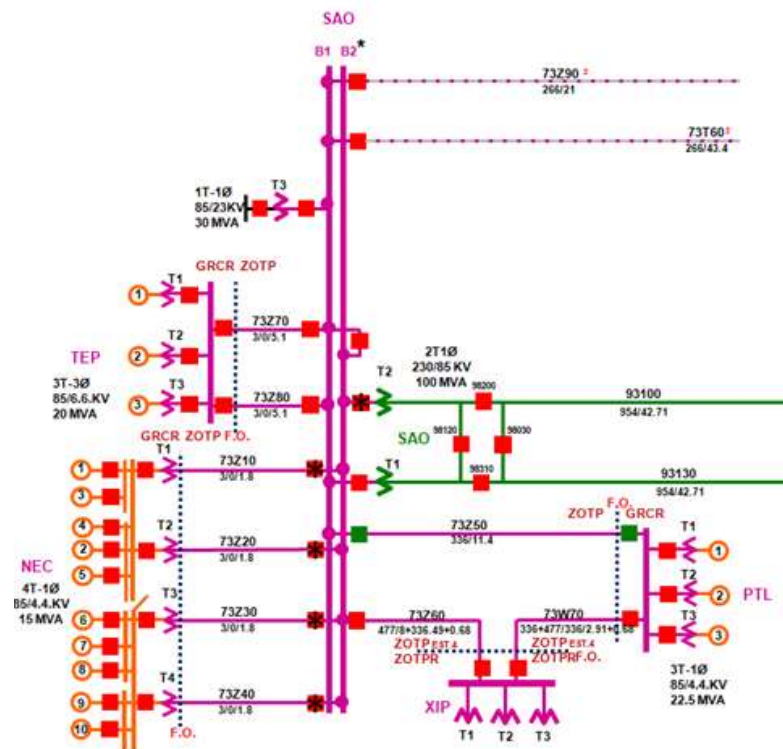 SAO
B1 B2*
73Z90 2
266/21
73T60 2
266/43.4
1T-1Ø
85/23KV
30 MVA
T3
GRCR ZOTP
T1
1
73Z70
3/0/5.1
T2
2
TEP
3T-3Ø
85/6.6.KV
20 MVA
T3
3
73Z80
3/0/5.1
GRCR ZOTP F.O.
2T1Ø
230/85 KV
100 MVA
T2
98200
93100
954/42.71
SAO
98120
98030
T1
98310
93130
954/42.71
T1
1
73Z10
3/0/1.8
3
4
T2
2
73Z20
3/0/1.8
5
NEC
4T-1Ø
85/4.4.KV
15 MVA
T3
6
73Z30
3/0/1.8
7
8
T4
9
73Z40
3/0/1.8
10
F.O.
73Z50
336/11.4
F.O.
ZOTP GRCR
T1
1
T2
2
PTL
T3
3
3T-1Ø
85/4.4.KV
22.5 MVA
73Z60
477/8+336.49+0.68
73W70
336+477/336/2.91+0.68
ZOTP EST.4
ZOTPR
ZOTP EST.4
ZOTPRF.O.
XIP
T1 T2 T3